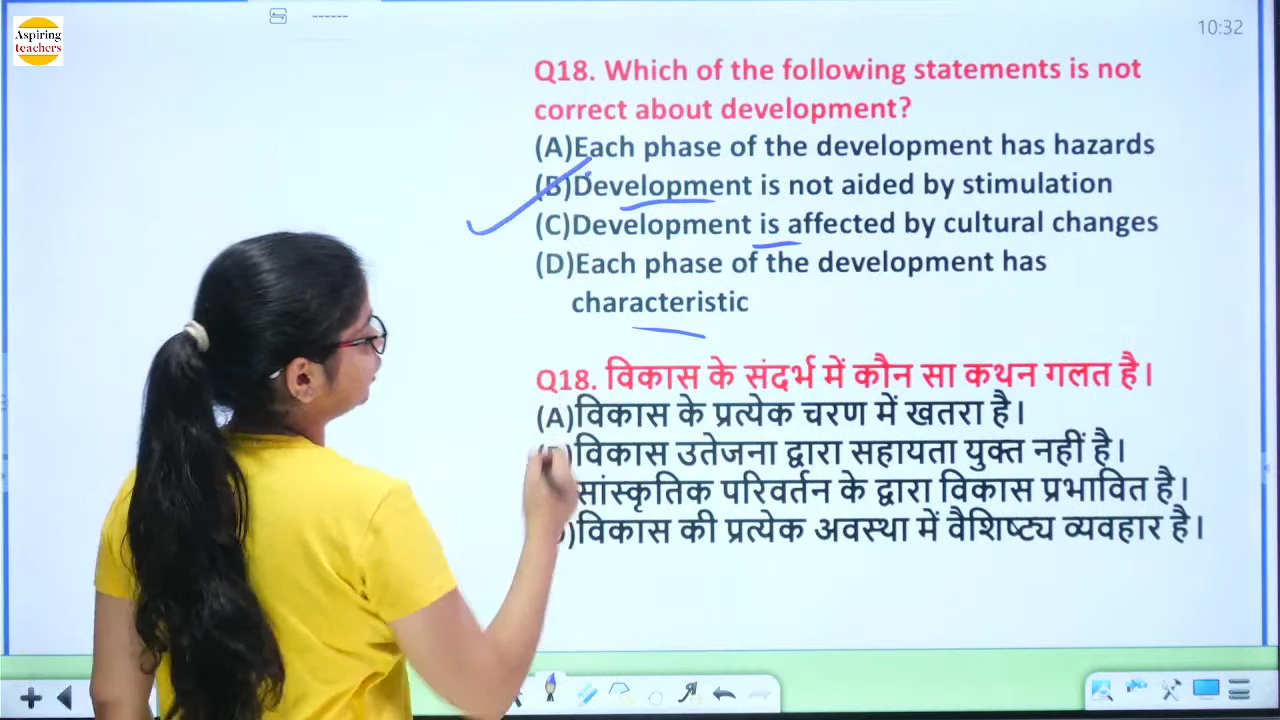 Aspiring
teachers
10:32
Q18. Which of the following statements is not
correct about development?
(A)Each phase of the development has hazards
(B)Development is not aided by stimulation
(C)Development is affected by cultural changes
(D)Each phase of the development has
characteristic
Q18. विकास के संदर्भ में कौन सा कथन गलत है।
(A)विकास के प्रत्येक चरण में खतरा है।
विकास उतेजना द्वारा सहायता युक्त नहीं है।
सांस्कृतिक परिवर्तन के द्वारा विकास प्रभावित है।
विकास की प्रत्येक अवस्था में वैशिष्ट्य व्यवहार है।